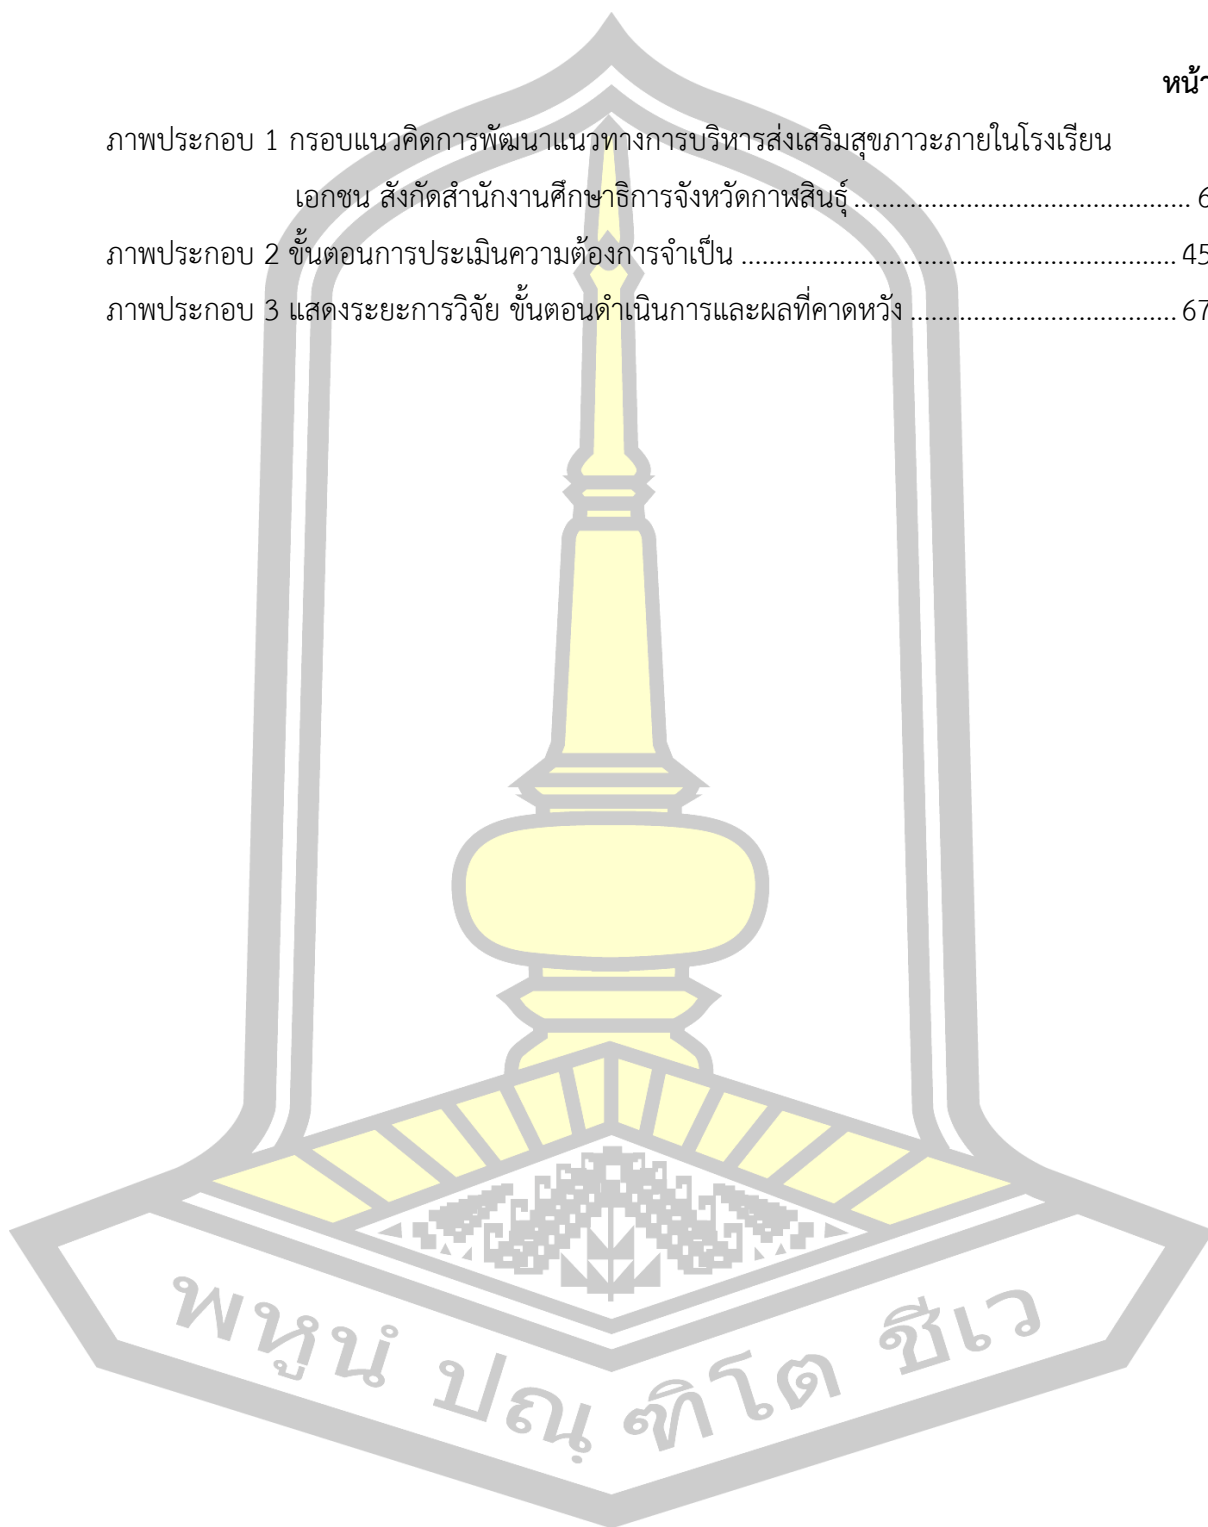 หน้า
ภาพประกอบ 1 กรอบแนวคิดการพัฒนาแนวทางการบริหารส่งเสริมสุขภาวะภายในโรงเรียน
เอกชน สังกัดสำนักงานศึกษาธิการจังหวัดกาฬสินธุ์ ........................................... 6
ภาพประกอบ 2 ขั้นตอนการประเมินความต้องการจำเป็น ....................................................... 45
ภาพประกอบ 3 แสดงระยะการวิจัย ขั้นตอนดำเนินการและผลที่คาดหวัง .................................. 67
พหูนํ ปณฺฑิโต ชีเว